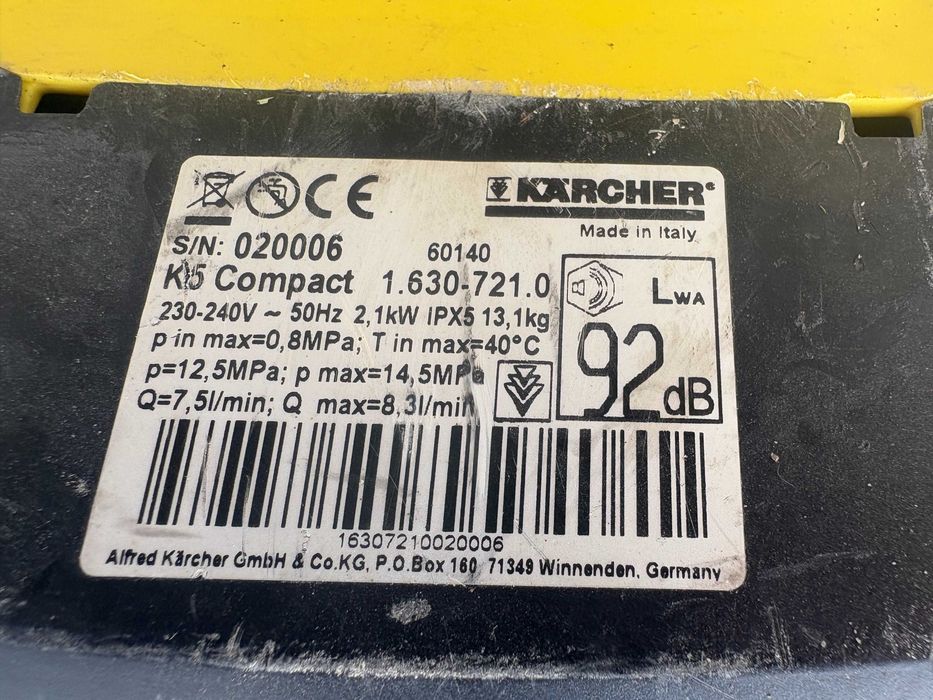 CE
KÄRCHER
Made in Italy
S/N: 020006 60140
K5 Compact 1.630-721.0
230-240V ~ 50Hz 2,1kW IPX5 13,1kg
p in max=0,8MPa; T in max=40°C
p=12,5MPa; p max=14,5MPa
Q=7,5l/min; Q max=8,3l/min
LWA
92 dB
16307210020006
Alfred Kärcher GmbH & Co.KG, P.O.Box 160 71349 Winnenden, Germany